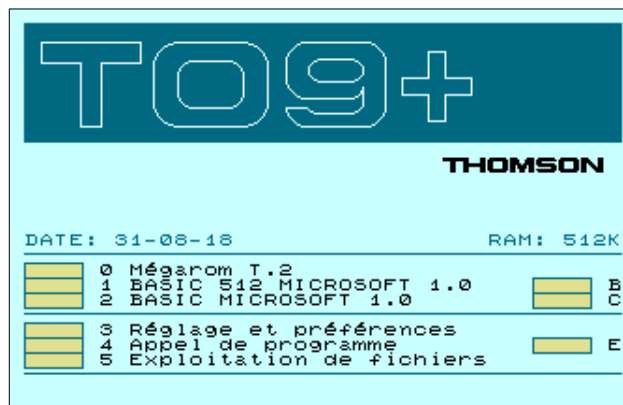 TO9+
THOMSON
DATE: 31-08-18 RAM: 512K
0 Mégarom T.2
1 BASIC 512 MICROSOFT 1.0 B
2 BASIC MICROSOFT 1.0 C
3 Réglage et préférences
4 Appel de programme E
5 Exploitation de fichiers